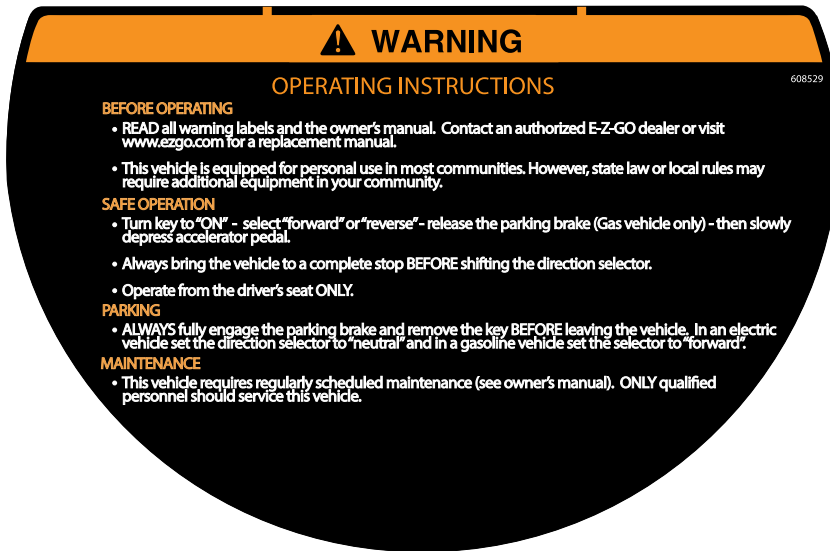 WARNING
OPERATING INSTRUCTIONS
608529
BEFORE OPERATING
• READ all warning labels and the owner's manual. Contact an authorized E-Z-GO dealer or visit
www.ezgo.com for a replacement manual.
• This vehicle is equipped for personal use in most communities. However, state law or local rules may
require additional equipment in your community.
SAFE OPERATION
• Turn key to "ON" - select "forward" or "reverse" - release the parking brake (Gas vehicle only) - then slowly
depress accelerator pedal.
• Always bring the vehicle to a complete stop BEFORE shifting the direction selector.
• Operate from the driver's seat ONLY.
PARKING
• ALWAYS fully engage the parking brake and remove the key BEFORE leaving the vehicle. In an electric
vehicle set the direction selector to "neutral" and in a gasoline vehicle set the selector to "forward".
MAINTENANCE
• This vehicle requires regularly scheduled maintenance (see owner's manual). ONLY qualified
personnel should service this vehicle.